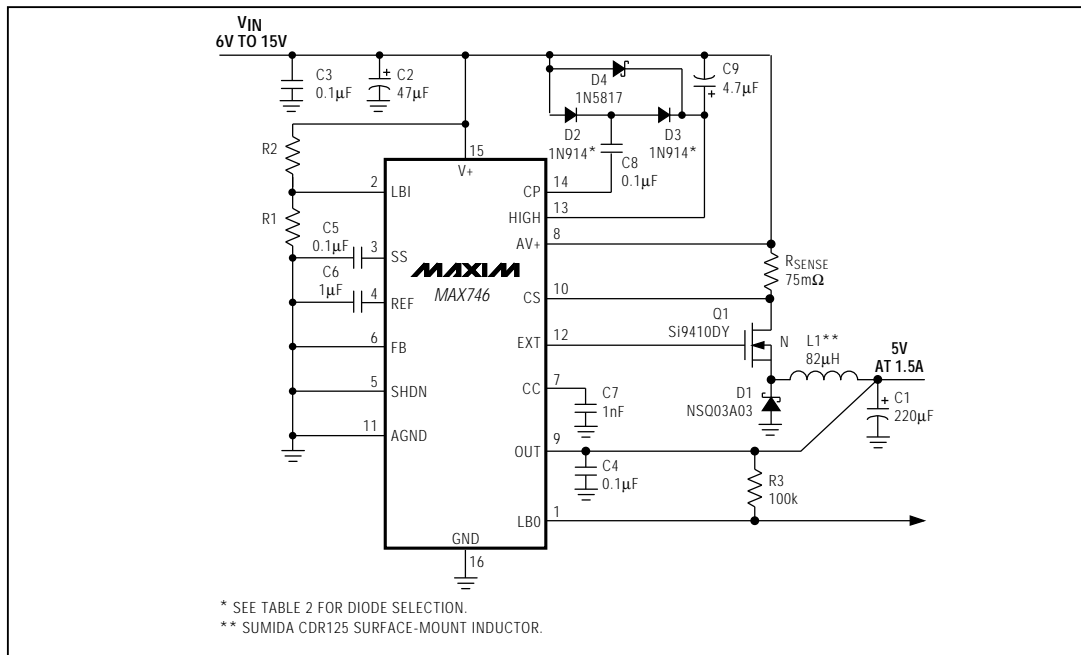 VIN
6V TO 15V
C3
0.1µF
C2
47µF
D4
1N5817
C9
4.7µF
D2
1N914*
D3
1N914*
C8
0.1µF
R2
R1
C5
0.1µF
C6
1µF
15
V+
2
LBI
3
SS
4
REF
6
FB
5
SHDN
11
AGND
MAXIM
MAX746
14
CP
13
HIGH
8
AV+
10
CS
12
EXT
7
CC
9
OUT
1
LB0
GND
16
RSENSE
75mΩ
Q1
Si9410DY
N
L1**
82µH
5V
AT 1.5A
D1
NSQ03A03
C1
220µF
C7
1nF
C4
0.1µF
R3
100k
* SEE TABLE 2 FOR DIODE SELECTION.
** SUMIDA CDR125 SURFACE-MOUNT INDUCTOR.